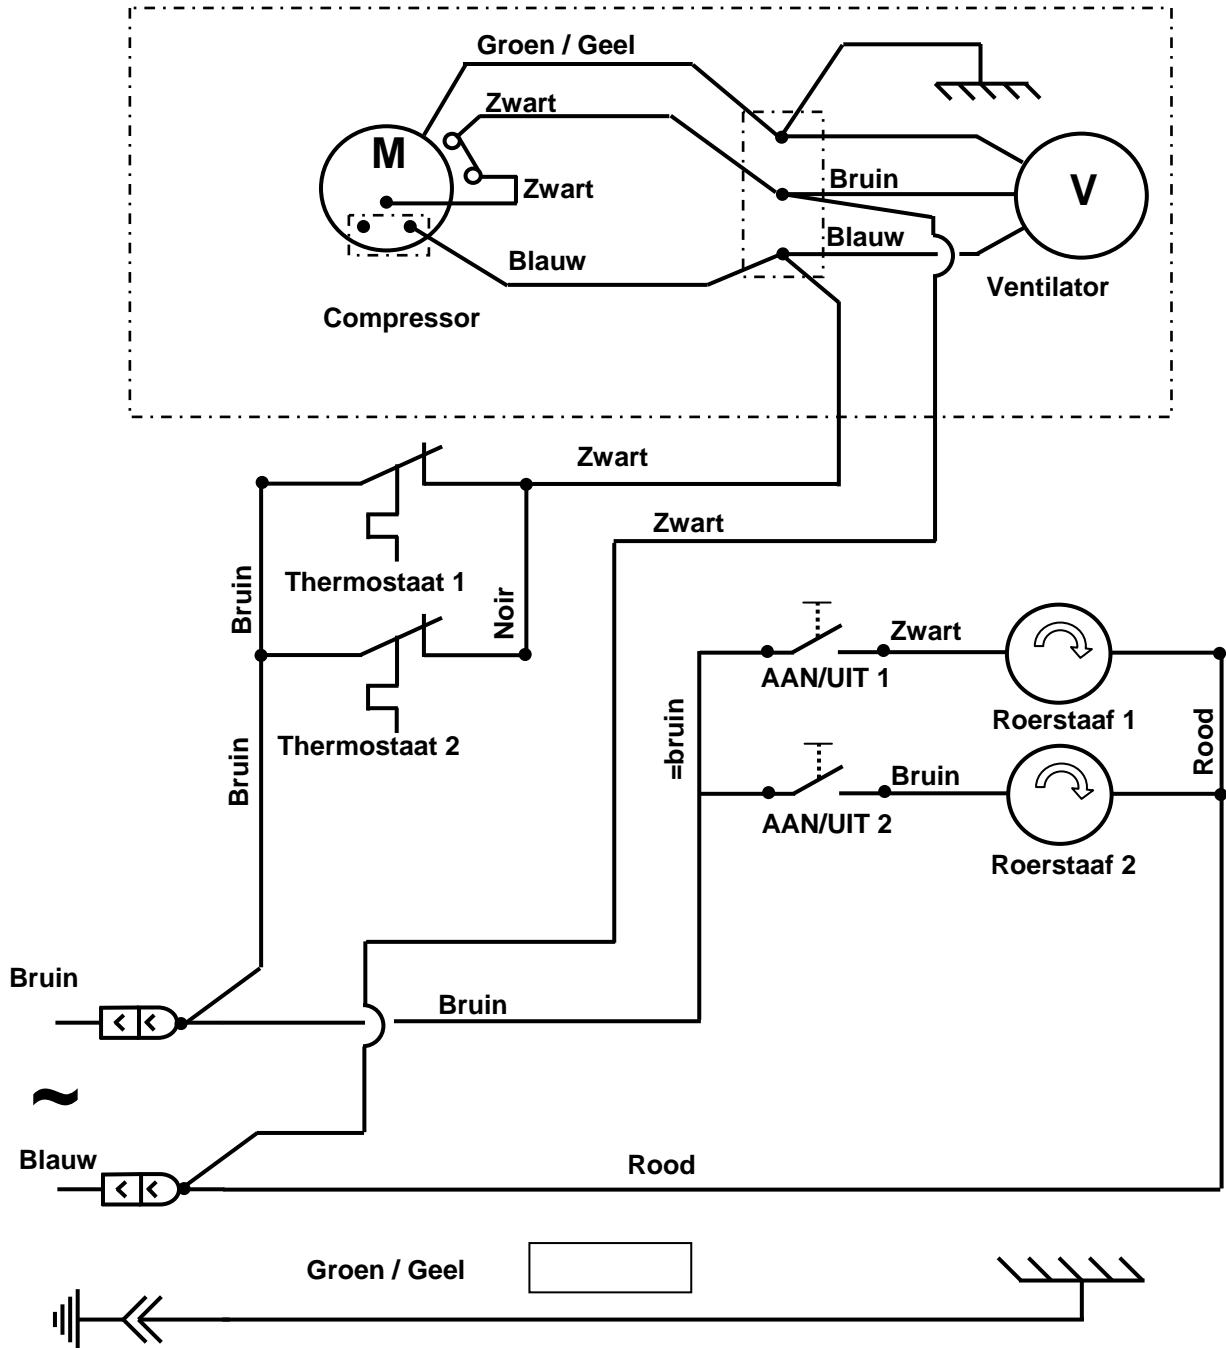 Groen / Geel
Zwart
M
Zwart
Bruin
V
Blauw
Blauw
Ventilator
Compressor
Zwart
Zwart
Thermostaat 1
Bruin
Noir
Zwart
AAN/UIT 1
Roerstaaf 1
Thermostaat 2
Bruin
=bruin
Rood
Bruin
AAN/UIT 2
Roerstaaf 2
Bruin
Bruin
~
Blauw
Rood
Groen / Geel